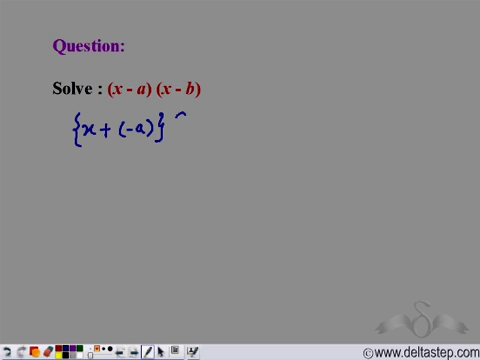 Question:
Solve : (x - a) (x - b)
{x + (-a)}
©www.deltastep.com